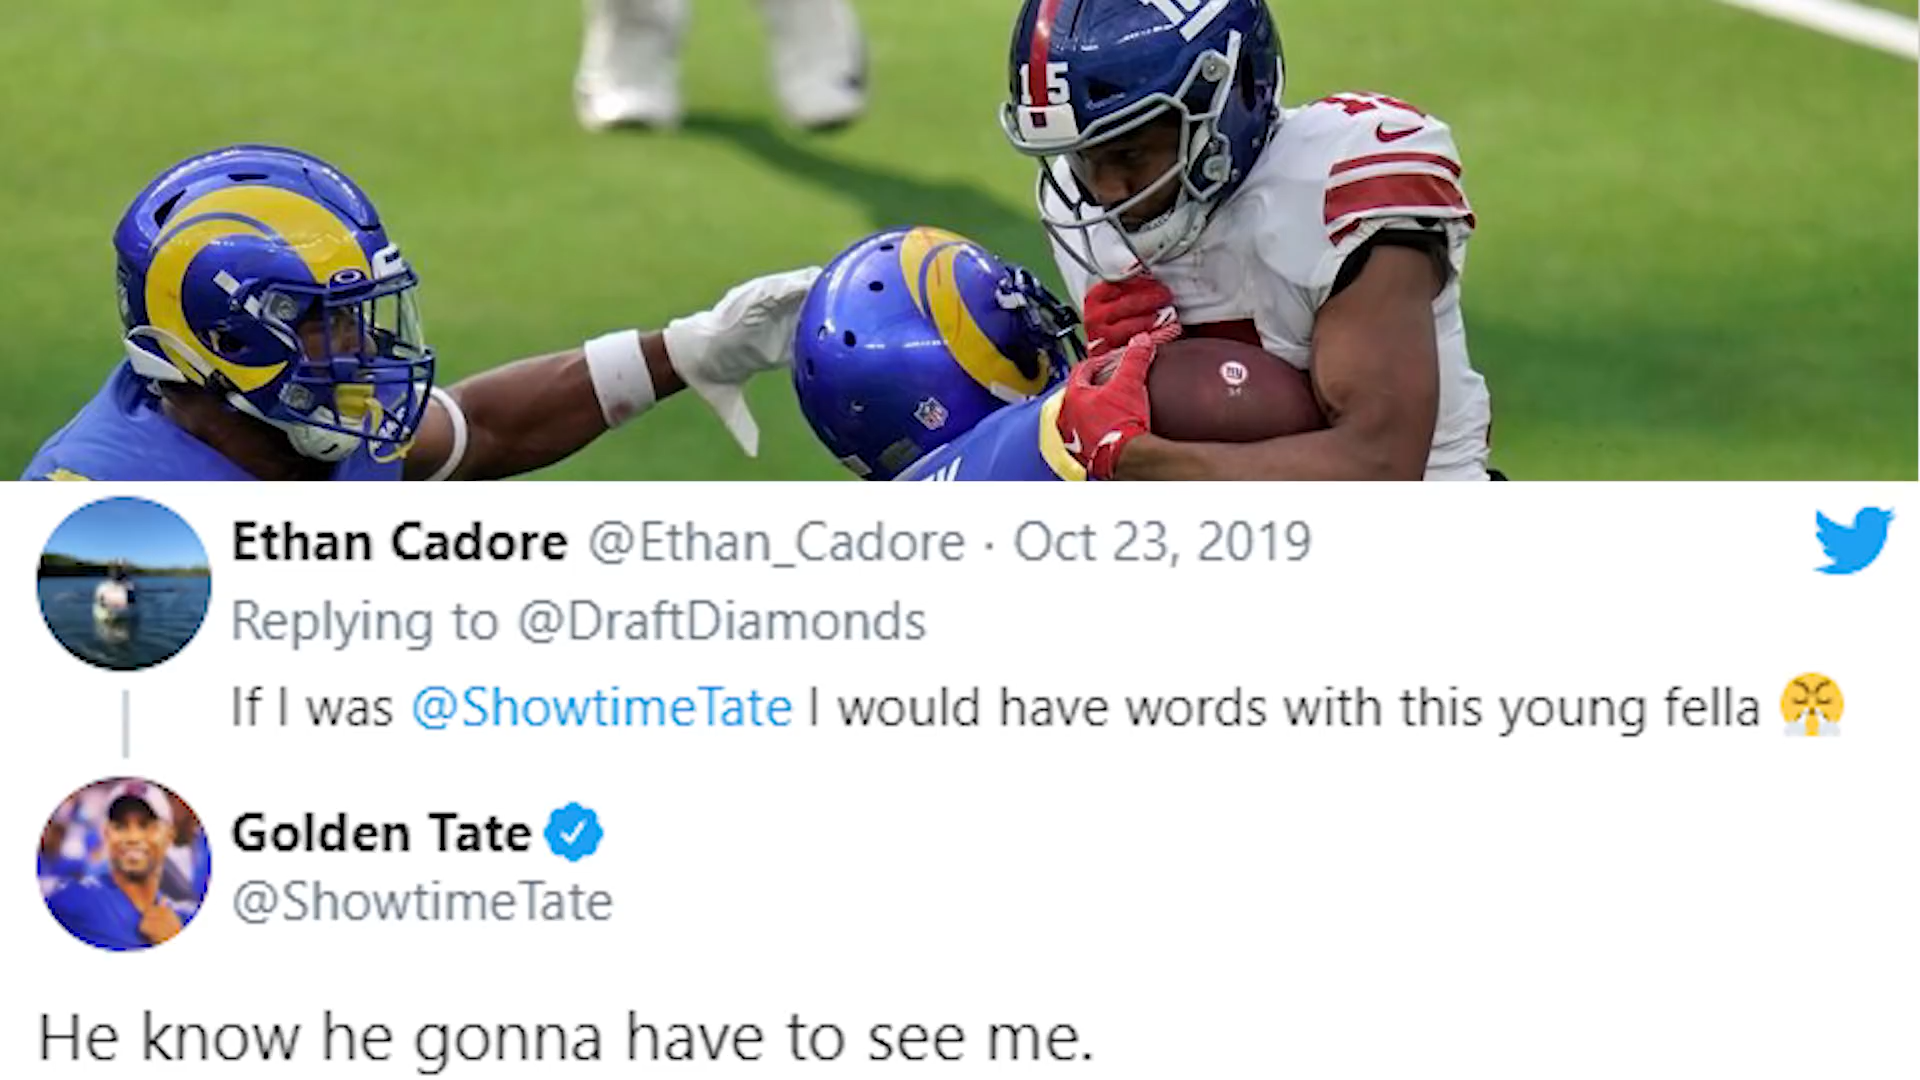 15
Ethan Cadore @Ethan_Cadore · Oct 23, 2019
Replying to @DraftDiamonds
If I was @ShowtimeTate I would have words with this young fella 😤
Golden Tate
@ShowtimeTate
He know he gonna have to see me.